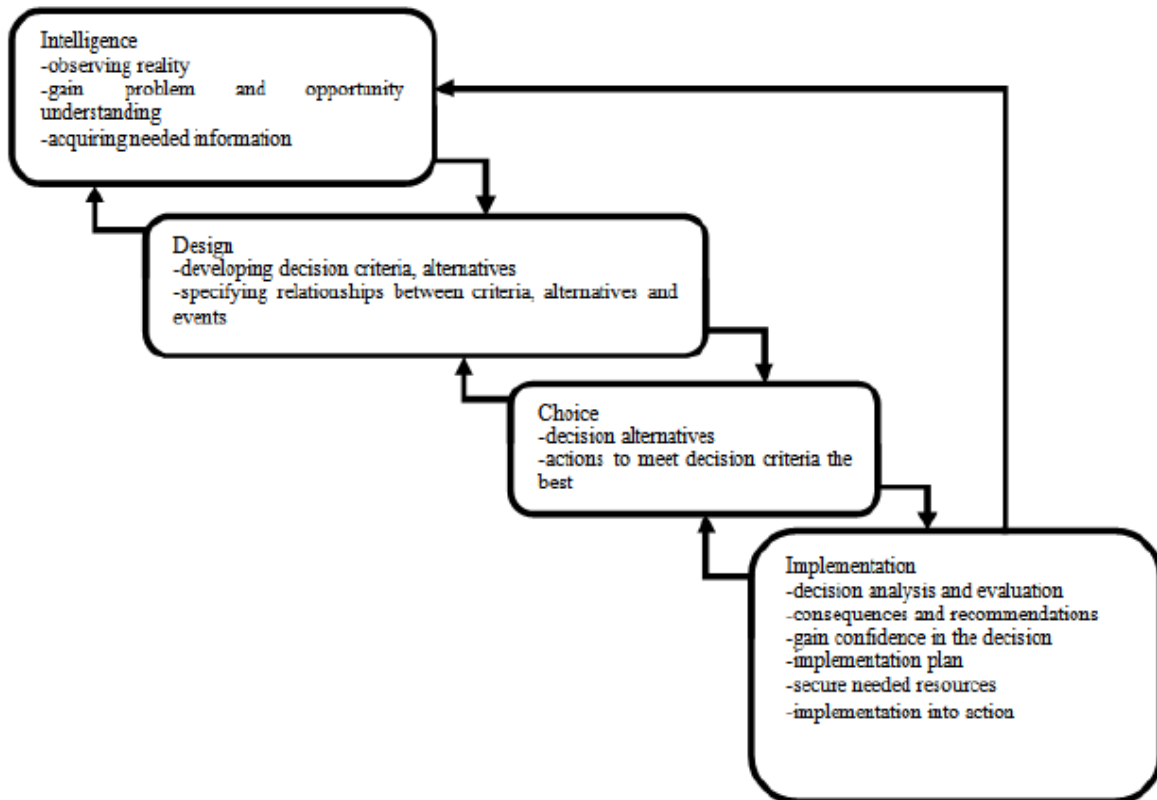 Intelligence
-observing reality
-gain problem and opportunity
understanding
-acquiring needed information
Design
-developing decision criteria, alternatives
-specifying relationships between criteria, alternatives and
events
Choice
-decision alternatives
-actions to meet decision criteria the
best
Implementation
-decision analysis and evaluation
-consequences and recommendations
-gain confidence in the decision
-implementation plan
-secure needed resources
-implementation into action